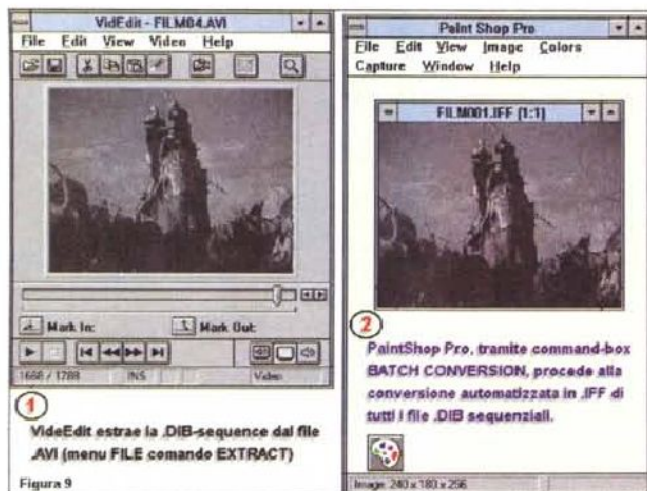 VidEdit - FILM04.AVI
File Edit View Video Help
Mark In: Mark Out:
1668 / 1788 INS Video
1
VideEdit estrae la .DIB-sequence dal file
.AVI (menu FILE comando EXTRACT)
Figura 9
Paint Shop Pro
File Edit View Image Colors
Capture Window Help
FILM001.IFF (1:1)
2
PaintShop Pro, tramite command-box
BATCH CONVERSION, procede alla
conversione automatizzata in .IFF di
tutti i file .DIB sequenziali.
Image: 240 x 180 x 256